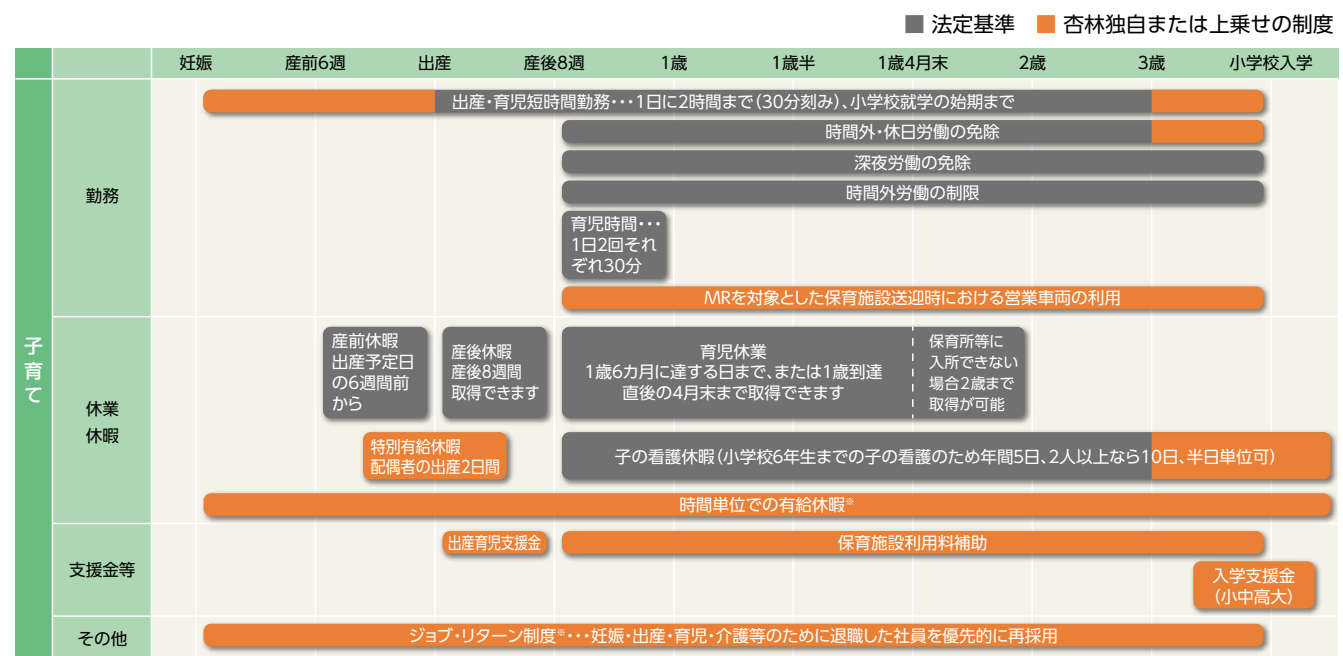 ■ 法定基準 ■ 杏林独自または上乗せの制度
妊娠 産前6週 出産 産後8週 1歳 1歳半 1歳4月末 2歳 3歳 小学校入学
子育て
勤務
出産・育児短時間勤務・・・1日に2時間まで(30分刻み)、小学校就学の始期まで
時間外・休日労働の免除
深夜労働の免除
時間外労働の制限
育児時間・・・
1日2回それ
ぞれ30分
MRを対象とした保育施設送迎時における営業車両の利用
休業
休暇
産前休暇
出産予定日
の6週間前
から
産後休暇
産後8週間
取得できます
育児休業
1歳6カ月に達する日まで、または1歳到達
直後の4月末まで取得できます
保育所等に
入所できない
場合2歳まで
取得が可能
特別有給休暇
配偶者の出産2日間
子の看護休暇(小学校6年生までの子の看護のため年間5日、2人以上なら10日、半日単位可)
時間単位での有給休暇※
支援金等
出産育児支援金
保育施設利用料補助
入学支援金
(小中高大)
その他
ジョブ・リターン制度※・・・妊娠・出産・育児・介護等のために退職した社員を優先的に再採用